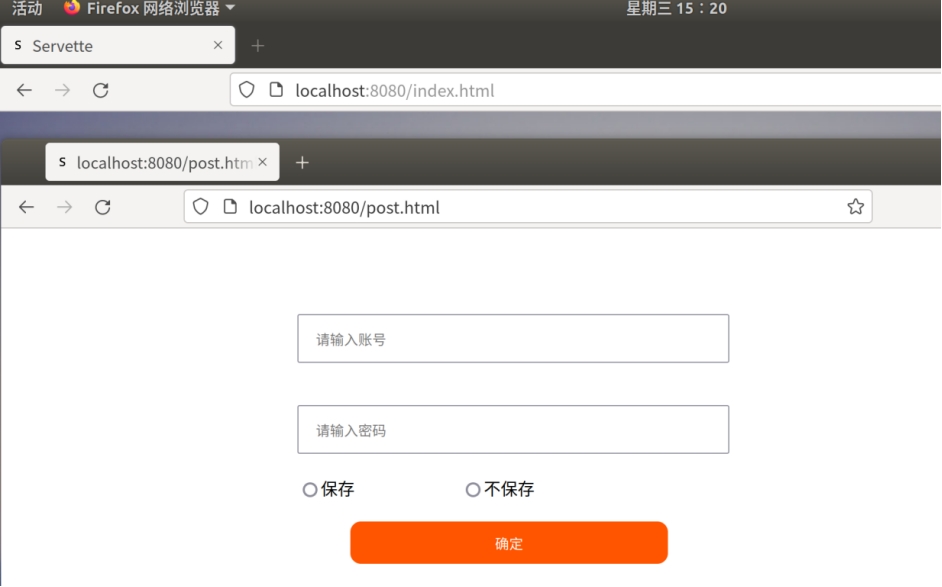 活动 Firefox 网络浏览器 星期三 15：20
S Servette
localhost:8080/index.html
S localhost:8080/post.htm
localhost:8080/post.html
请输入账号
请输入密码
保存 不保存
确定